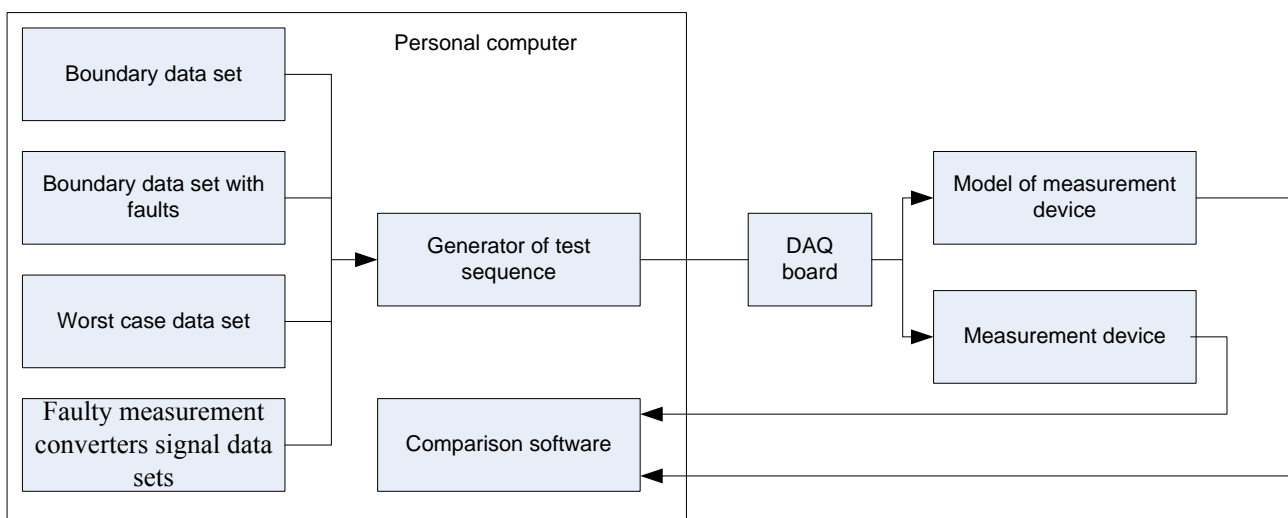 Personal computer
Boundary data set
Boundary data set with
faults
Worst case data set
Faulty measurement
converters signal data
sets
Generator of test
sequence
Comparison software
DAQ
board
Model of measurement
device
Measurement device